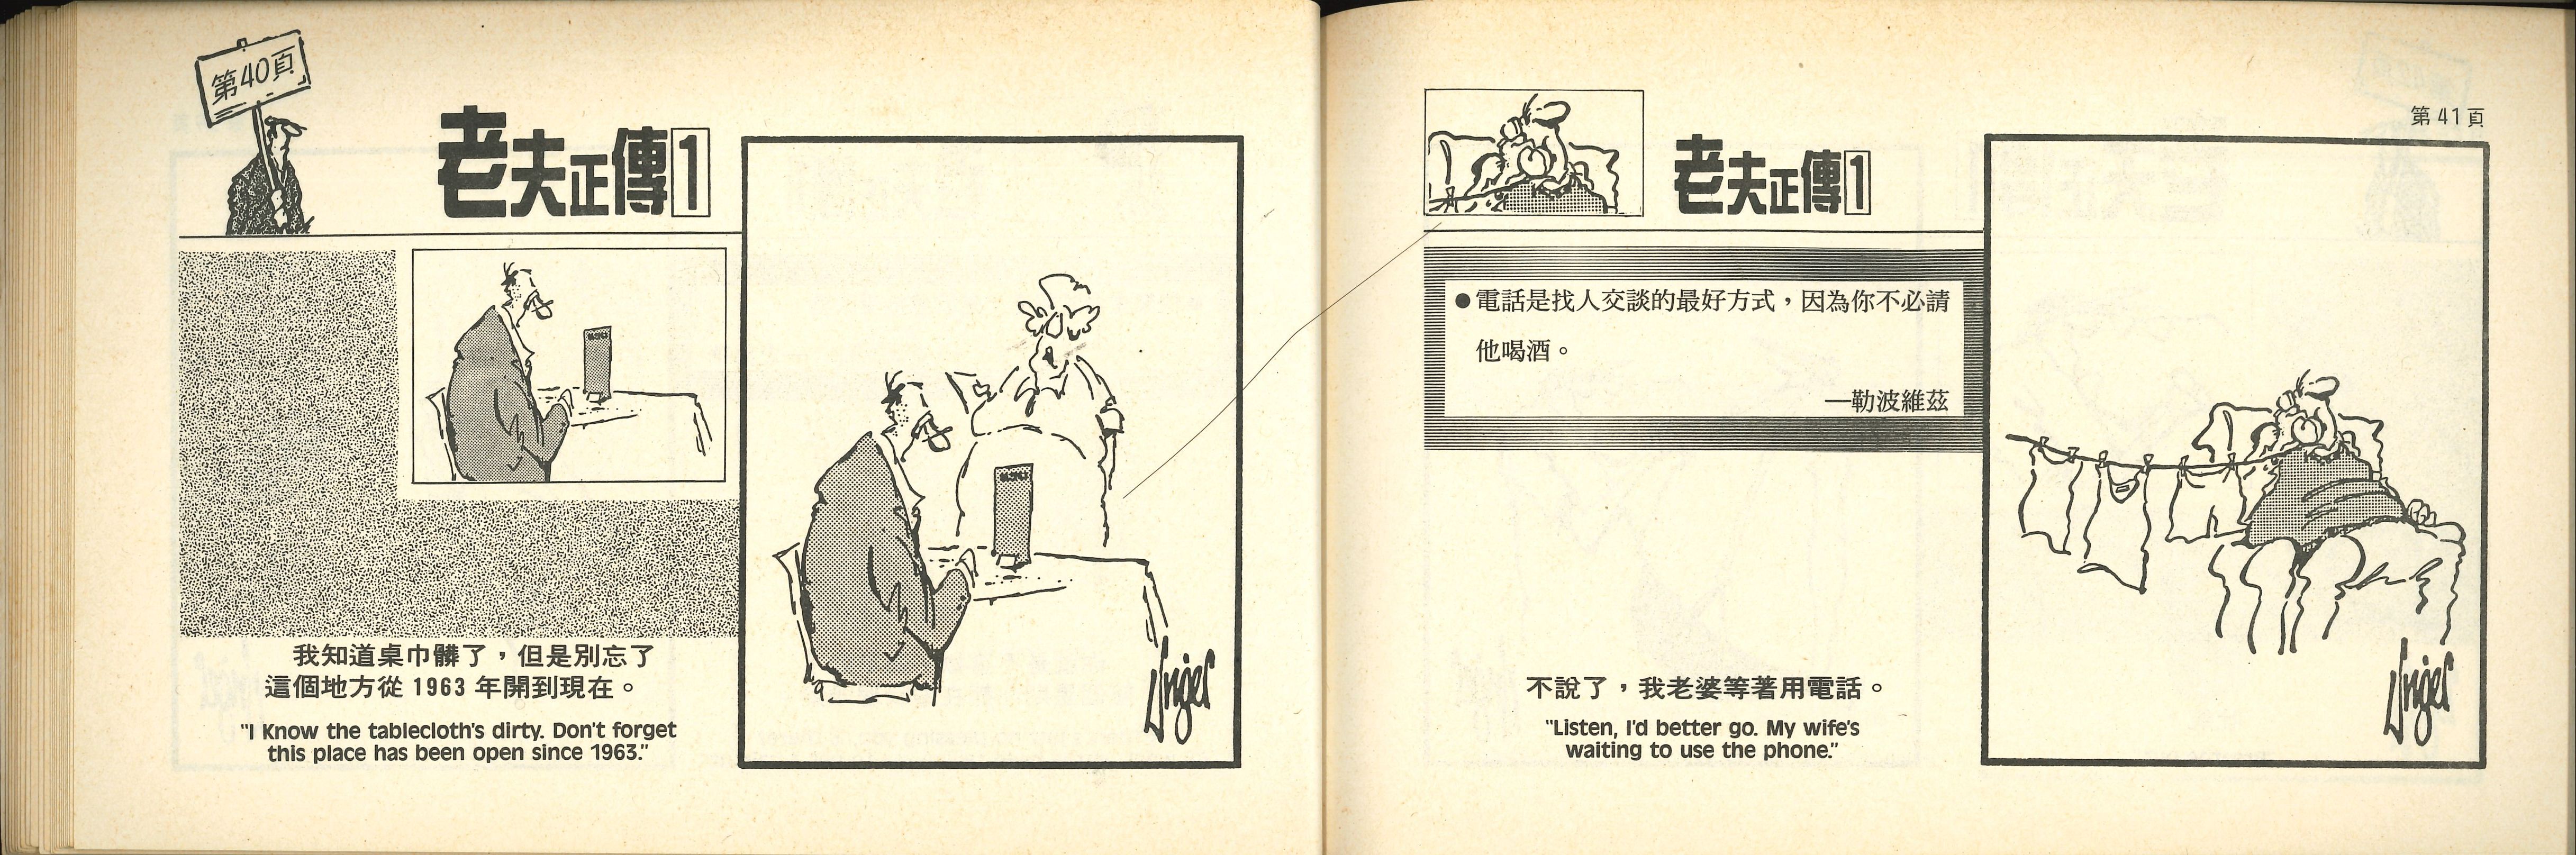 第40頁
老夫正傳1
我知道桌巾髒了，但是別忘了
這個地方從 1963 年開到現在。
"I Know the tablecloth's dirty. Don't forget
this place has been open since 1963."
Unger
第41頁
老夫正傳1
●電話是找人交談的最好方式，因為你不必請
他喝酒。
—勒波維茲
不說了，我老婆等著用電話。
"Listen, I'd better go. My wife's
waiting to use the phone."
Unger